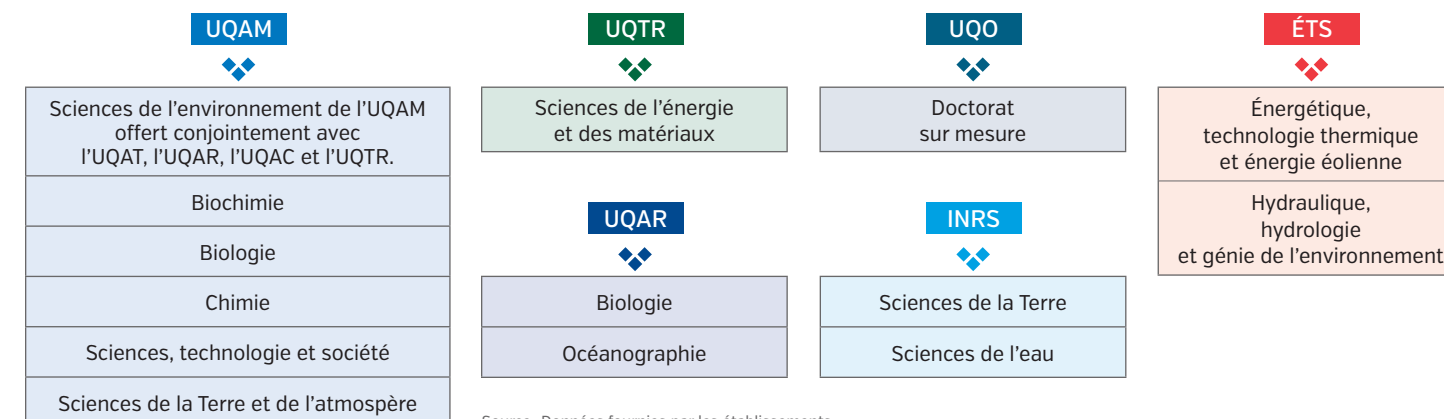 UQAM
Sciences de l'environnement de l'UQAM
offert conjointement avec
l'UQAT, l'UQAR, l'UQAC et l'UQTR.
Biochimie
Biologie
Chimie
Sciences, technologie et société
Sciences de la Terre et de l'atmospère
UQTR
Sciences de l'énergie
et des matériaux
UQO
Doctorat
sur mesure
UQAR
Biologie
Océanographie
INRS
Sciences de la Terre
Sciences de l'eau
ÉTS
Énergétique,
technologie thermique
et énergie éolienne
Hydraulique,
hydrologie
et génie de l'environnement